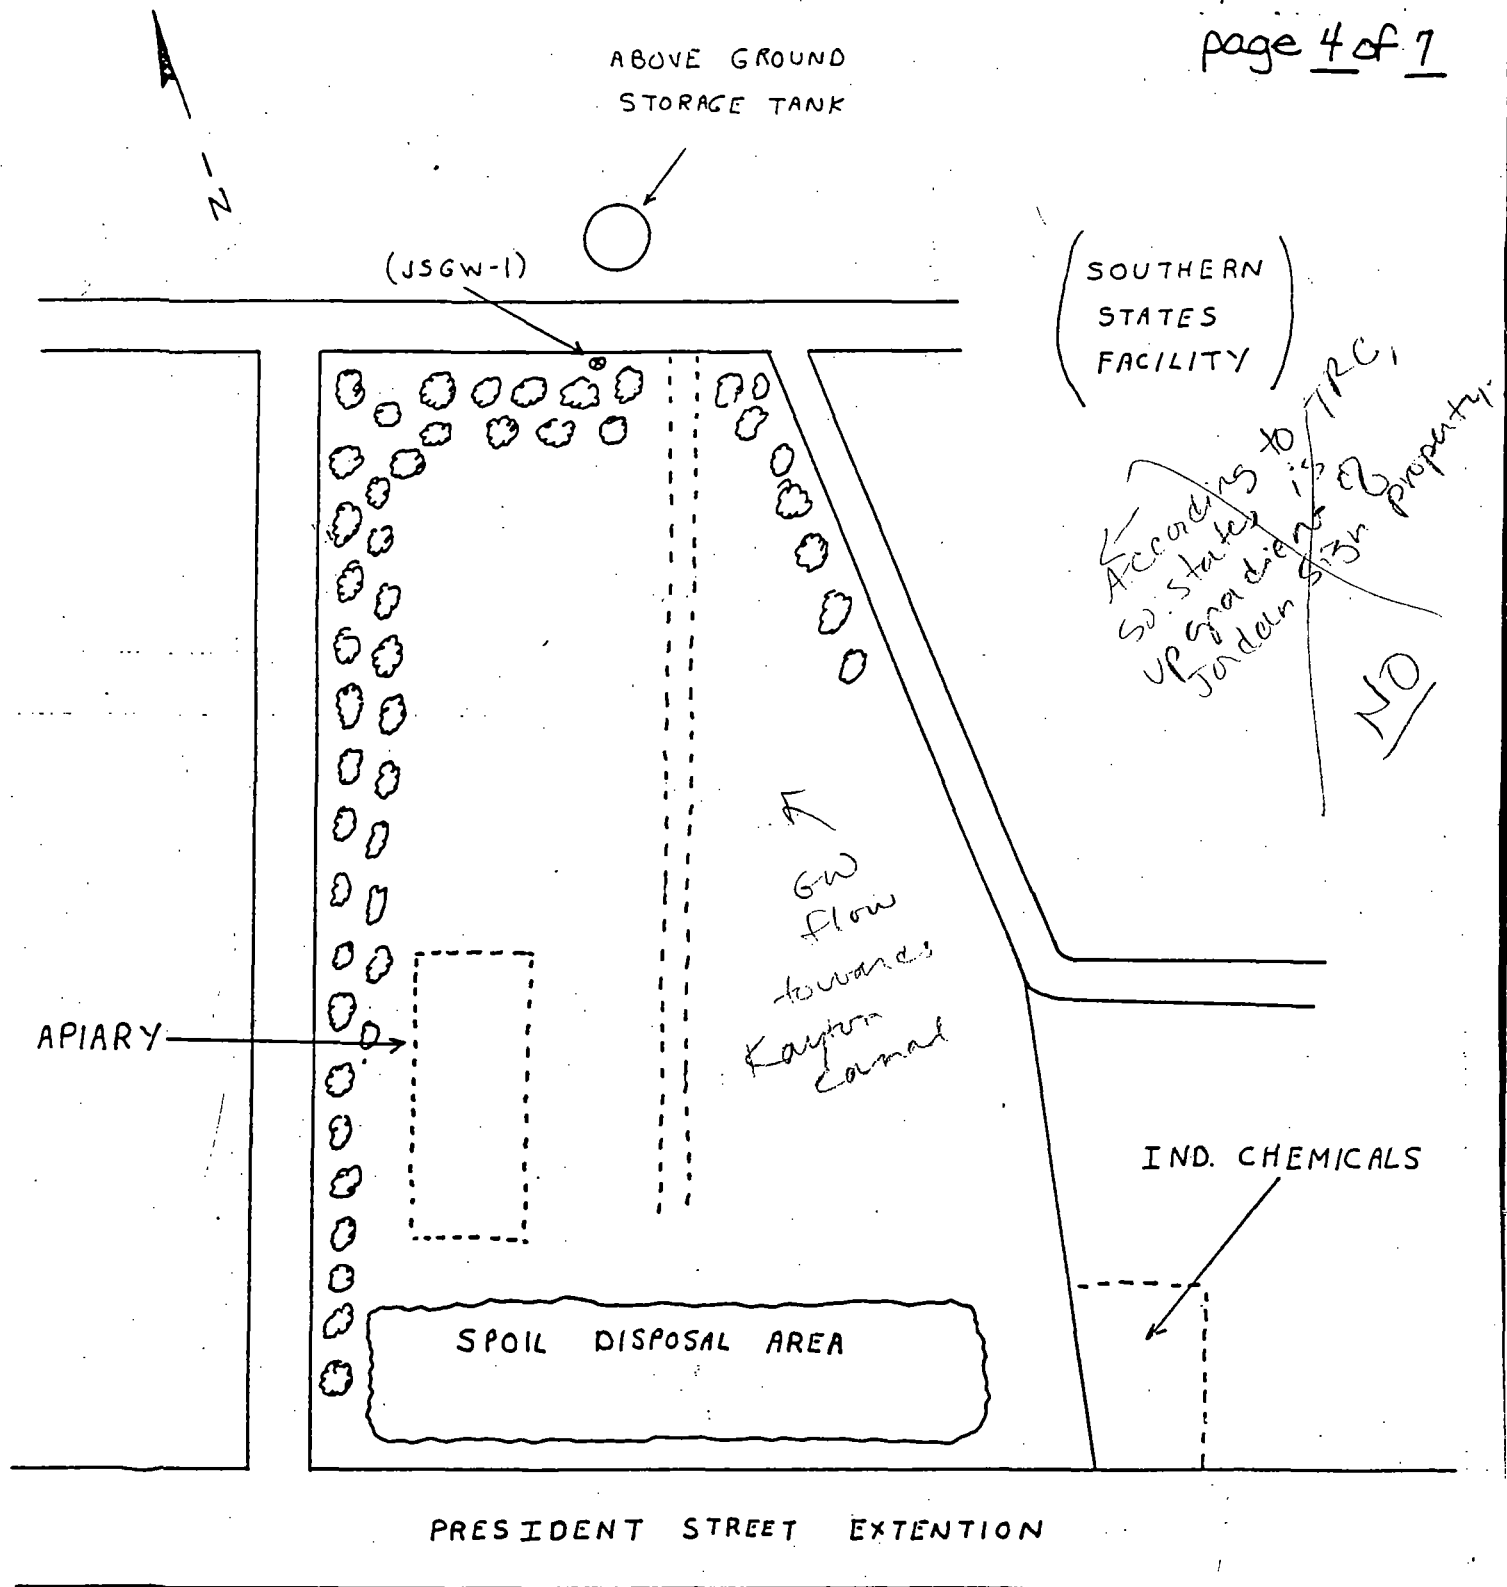 page 4 of 7
ABOVE GROUND
STORAGE TANK
N
(JSGW-1)
SOUTHERN
STATES
FACILITY
According to TRC,
So. States is
upgradient of
Jordan Sign property.
NO
GW
flow
towards
Kayton
Canal
APIARY
IND. CHEMICALS
SPOIL DISPOSAL AREA
PRESIDENT STREET EXTENTION